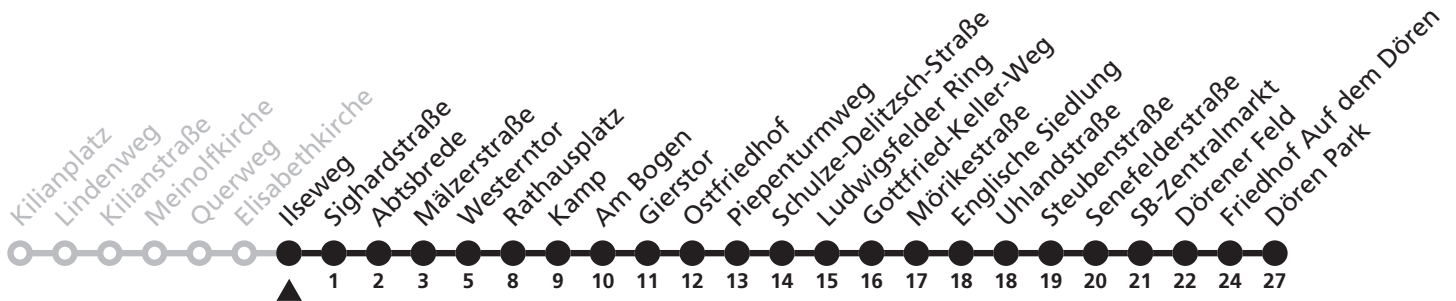 Kilianplatz
Lindenweg
Kilianstraße
Meinolfkirche
Querweg
Elisabethkirche
Ilseweg
Sighardstraße
Abtsbrede
Mälzerstraße
Westerntor
Rathausplatz
Kamp
Am Bogen
Gierstor
Ostfriedhof
Piepenturmweg
Schulze-Delitzsch-Straße
Ludwigsfelder Ring
Gottfried-Keller-Weg
Mörikestraße
Englische Siedlung
Uhlandstraße
Steubenstraße
Senefelderstraße
SB-Zentralmarkt
Dörener Feld
Friedhof Auf dem Dören
Dören Park
1 2 3 5 8 9 10 11 12 13 14 15 16 17 18 18 19 20 21 22 24 27